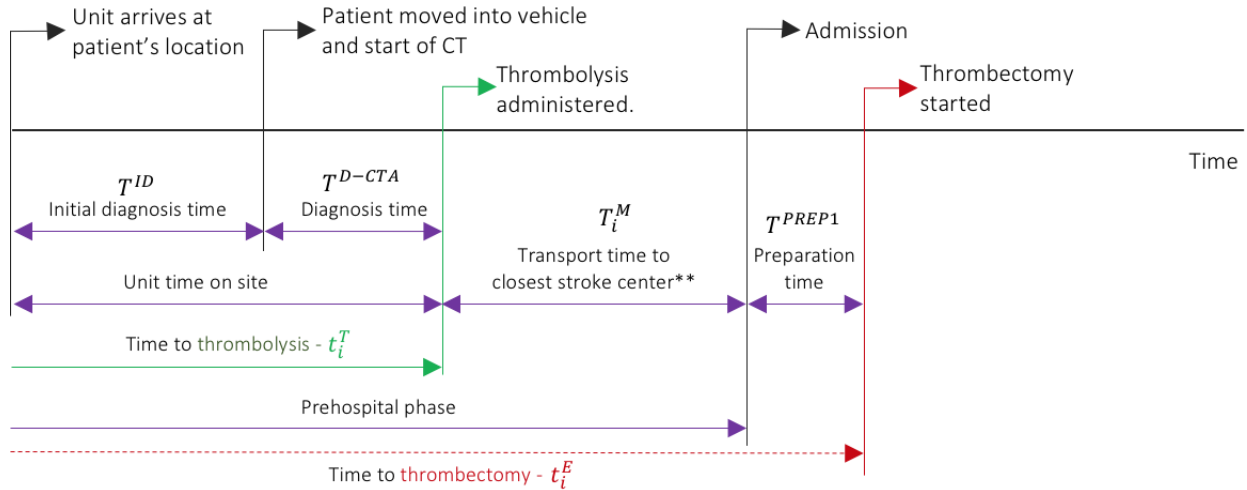 Unit arrives at
patient's location
Patient moved into vehicle
and start of CT
Admission
Thrombolysis
administered.
Thrombectomy
started
Time
T^{ID}
Initial diagnosis time
T^{D-CTA}
Diagnosis time
T_i^M
Transport time to
closest stroke center**
T^{PREP1}
Preparation
time
Unit time on site
Time to thrombolysis - t_i^T
Prehospital phase
Time to thrombectomy - t_i^E